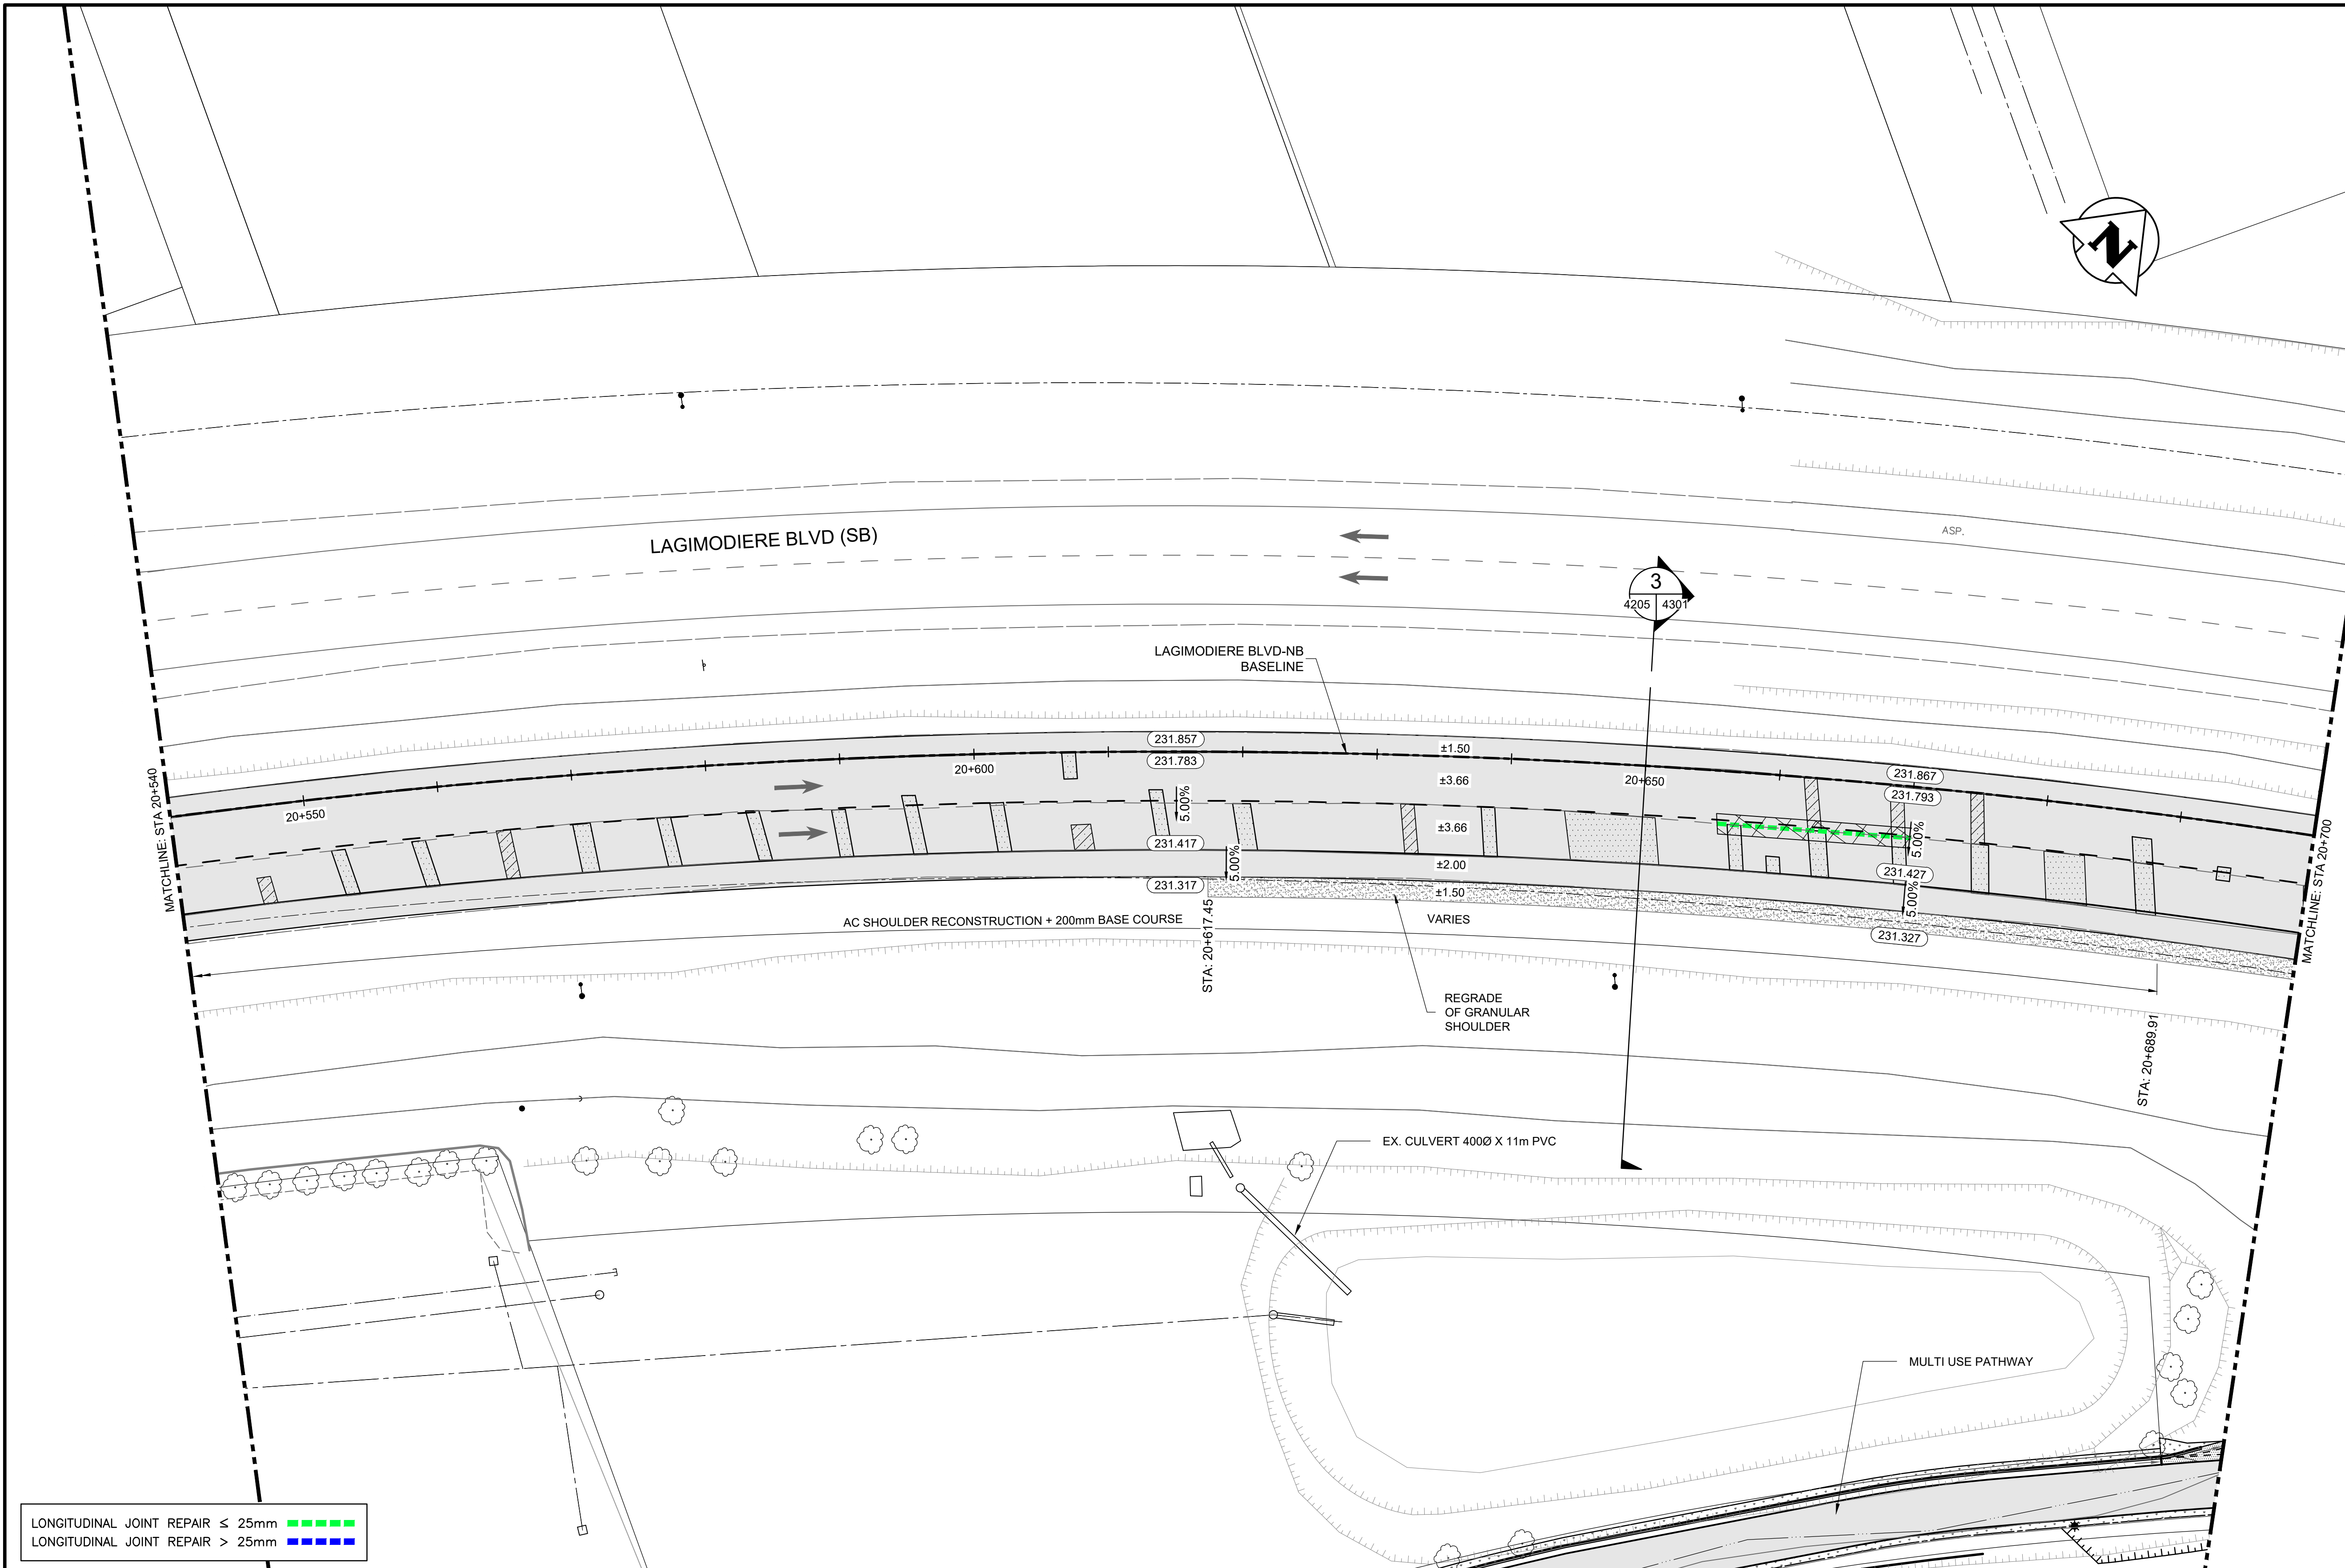 N
ASP.
LAGIMODIERE BLVD (SB)
3
4205 4301
LAGIMODIERE BLVD-NB
BASELINE
231.857
±1.50
231.783
20+600
±3.66
20+650
231.867
231.793
MATCHLINE: STA 20+540
20+550
5.00%
±3.66
231.417
5.00%
±2.00
5.00%
231.427
231.317
±1.50
5.00%
MATCHLINE: STA 20+700
AC SHOULDER RECONSTRUCTION + 200mm BASE COURSE
VARIES
231.327
STA: 20+617.45
REGRADE
OF GRANULAR
SHOULDER
STA: 20+689.91
EX. CULVERT 400Ø X 11m PVC
MULTI USE PATHWAY
LONGITUDINAL JOINT REPAIR ≤ 25mm
LONGITUDINAL JOINT REPAIR > 25mm